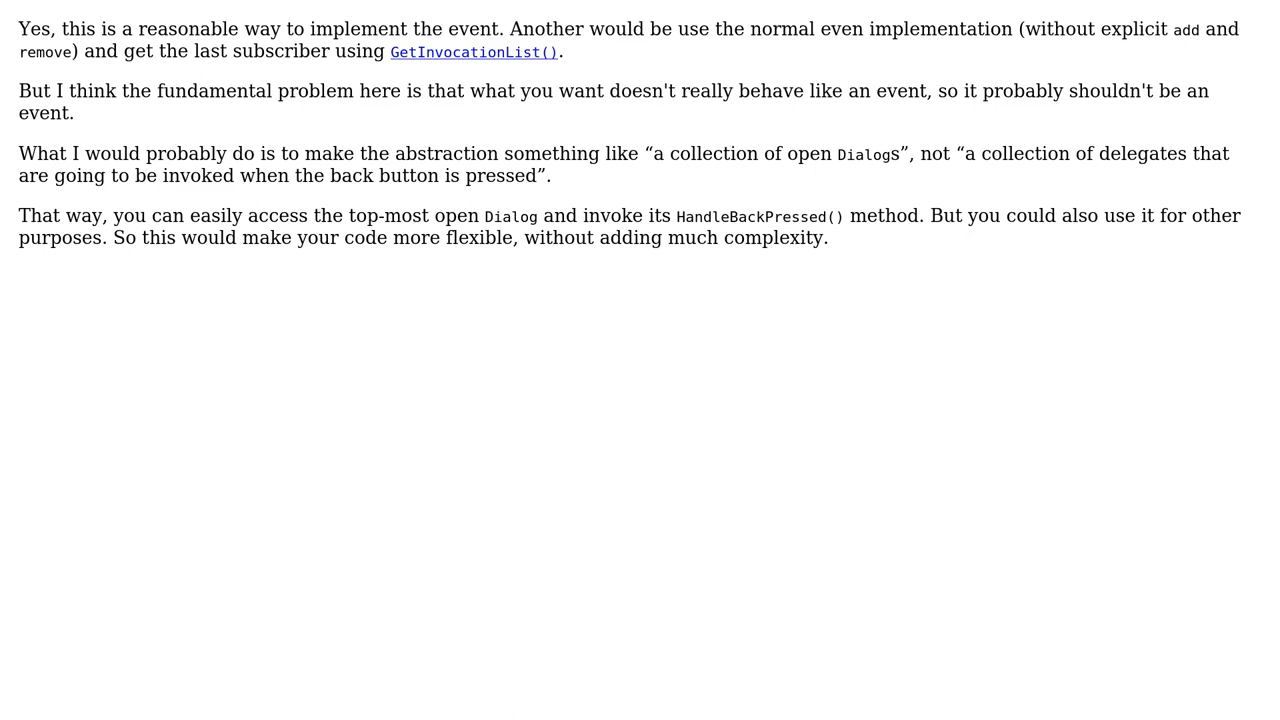 Yes, this is a reasonable way to implement the event. Another would be use the normal even implementation (without explicit add and
remove) and get the last subscriber using GetInvocationList().
But I think the fundamental problem here is that what you want doesn't really behave like an event, so it probably shouldn't be an
event.
What I would probably do is to make the abstraction something like “a collection of open Dialogs”, not “a collection of delegates that
are going to be invoked when the back button is pressed”.
That way, you can easily access the top-most open Dialog and invoke its HandleBackPressed() method. But you could also use it for other
purposes. So this would make your code more flexible, without adding much complexity.